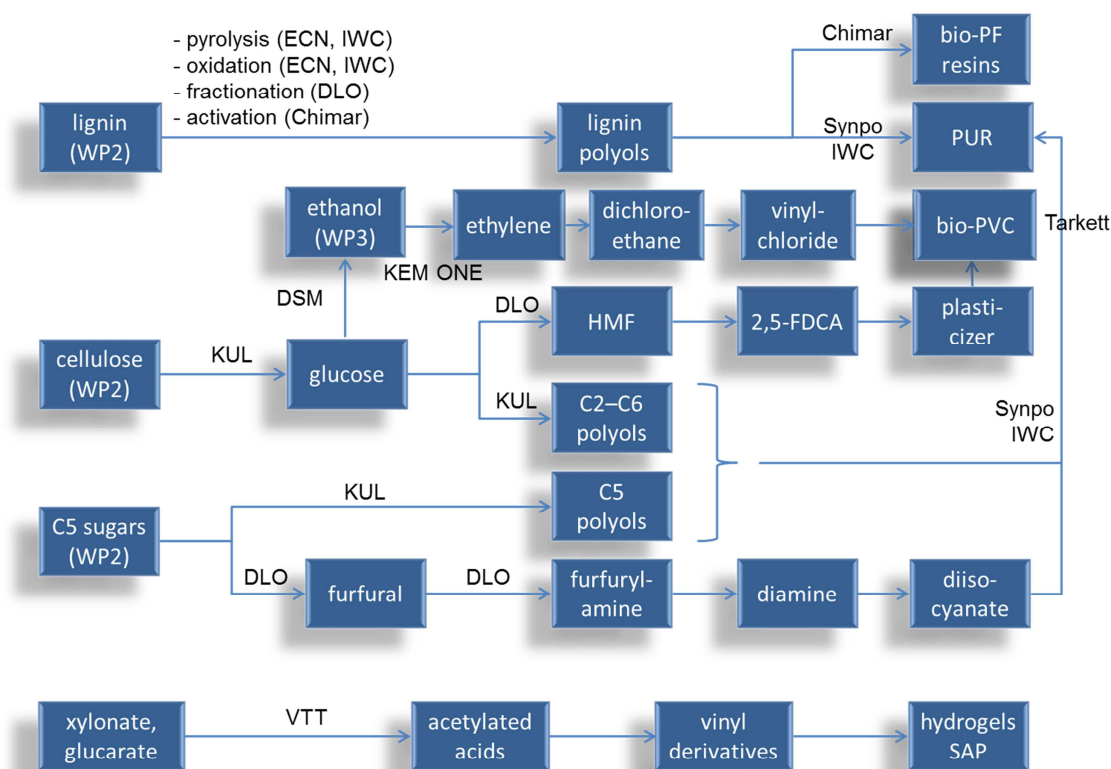 - pyrolysis (ECN, IWC)
- oxidation (ECN, IWC)
- fractionation (DLO)
- activation (Chimar)
lignin
(WP2)
lignin
polyols
Chimar
bio-PF
resins
Synpo
IWC
PUR
ethanol
(WP3)
KEM ONE
ethylene
dichloro-
ethane
vinyl-
chloride
bio-PVC
Tarkett
DSM
DLO
HMF
2,5-FDCA
plasti-
cizer
cellulose
(WP2)
KUL
glucose
KUL
C2–C6
polyols
Synpo
IWC
C5 sugars
(WP2)
KUL
C5
polyols
DLO
furfural
DLO
furfuryl-
amine
diamine
diiso-
cyanate
xylonate,
glucarate
VTT
acetylated
acids
vinyl
derivatives
hydrogels
SAP